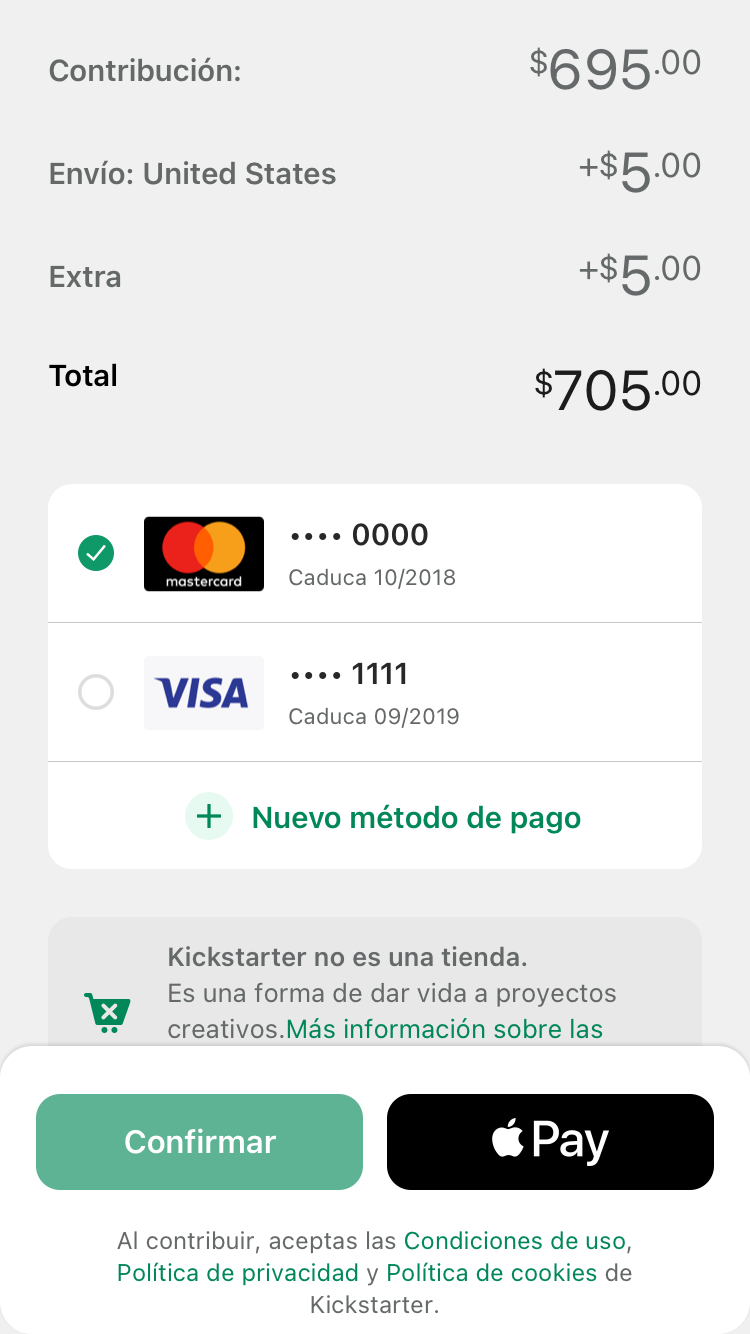 Contribución: $695.00
Envío: United States +$5.00
Extra +$5.00
Total $705.00
mastercard
•••• 0000
Caduca 10/2018
VISA
•••• 1111
Caduca 09/2019
+ Nuevo método de pago
Kickstarter no es una tienda.
Es una forma de dar vida a proyectos
creativos.Más información sobre las
Confirmar
Pay
Al contribuir, aceptas las Condiciones de uso,
Política de privacidad y Política de cookies de
Kickstarter.